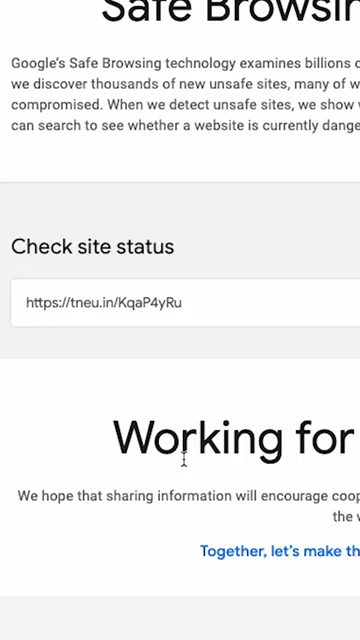 Safe Browsin
Google's Safe Browsing technology examines billions o
we discover thousands of new unsafe sites, many of w
compromised. When we detect unsafe sites, we show
can search to see whether a website is currently dange
Check site status
https://tneu.in/KqaP4yRu
Working for
We hope that sharing information will encourage coop
the w
Together, let's make th